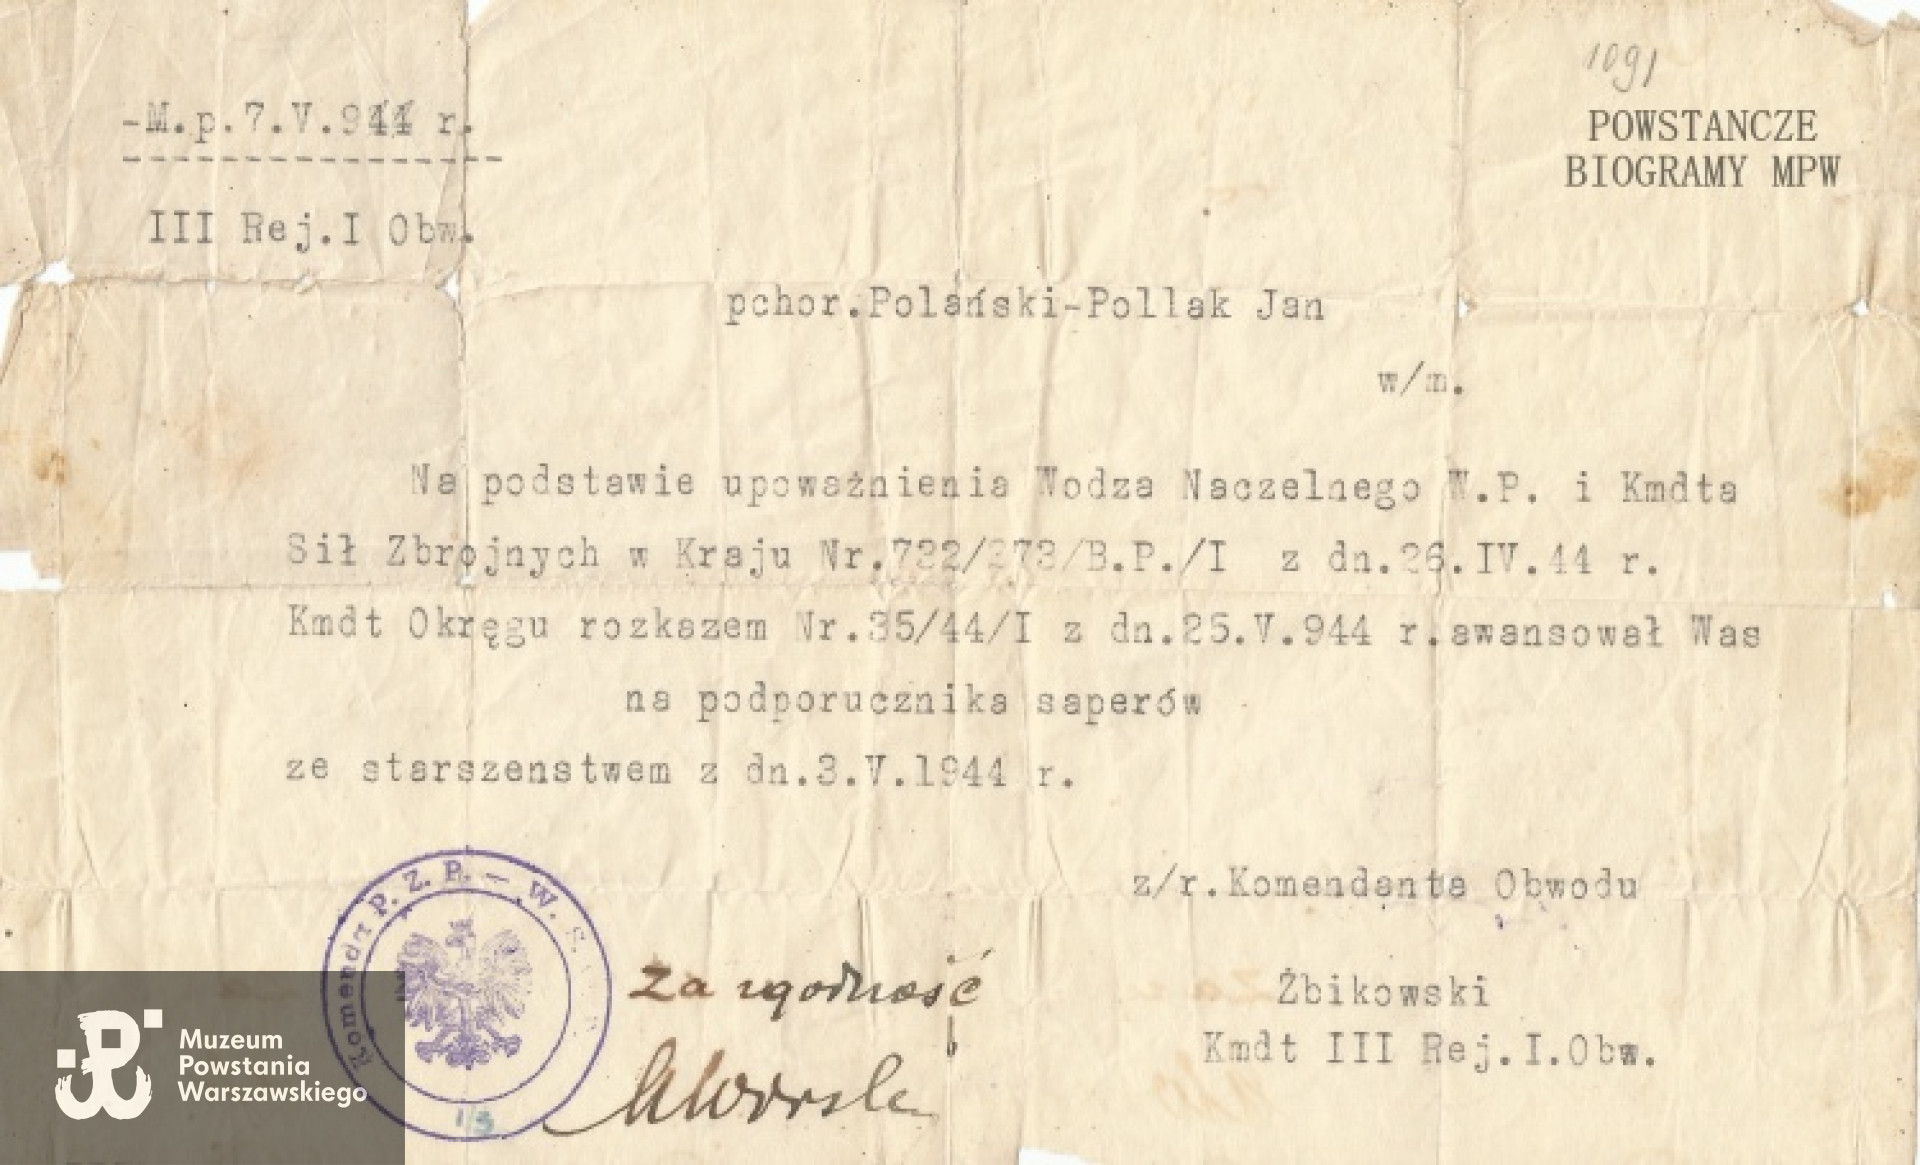 1091
POWSTANCZE
BIOGRAMY MPW
-M.p.7.V.944 r.
III Rej.I Obw.
pchor.Polański-Pollak Jan
w/m.
Na podstawie upoważnienia Wodza Naczelnego W.P. i Kmdta
Sił Zbrojnych w Kraju Nr.722/273/B.P./I z dn.26.IV.44 r.
Kmdt Okręgu rozkazem Nr.35/44/I z dn.25.V.944 r.awansował Was
na podporucznika saperów
ze starszenstwem z dn.3.V.1944 r.
z/r.Komendanta Obwodu
Żbikowski
Kmdt III Rej.I.Obw.
Komenda P.Z.P. — W.S.
1/3
za zgodność
Muzeum
Powstania
Warszawskiego